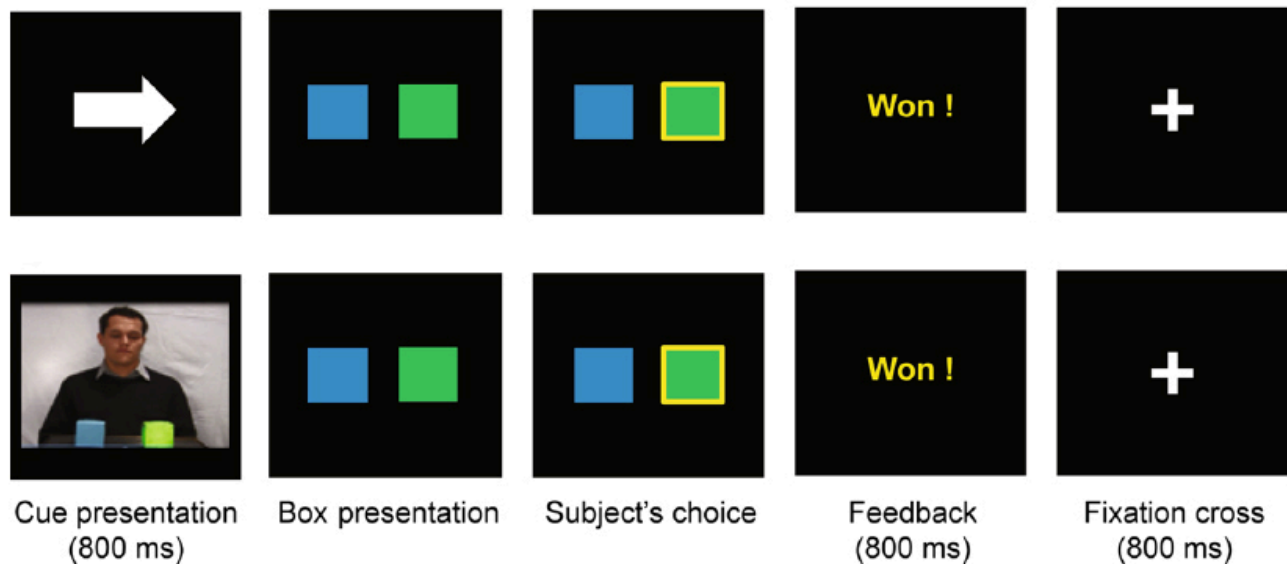 Won !
Won !
Cue presentation
(800 ms)
Box presentation
Subject's choice
Feedback
(800 ms)
Fixation cross
(800 ms)